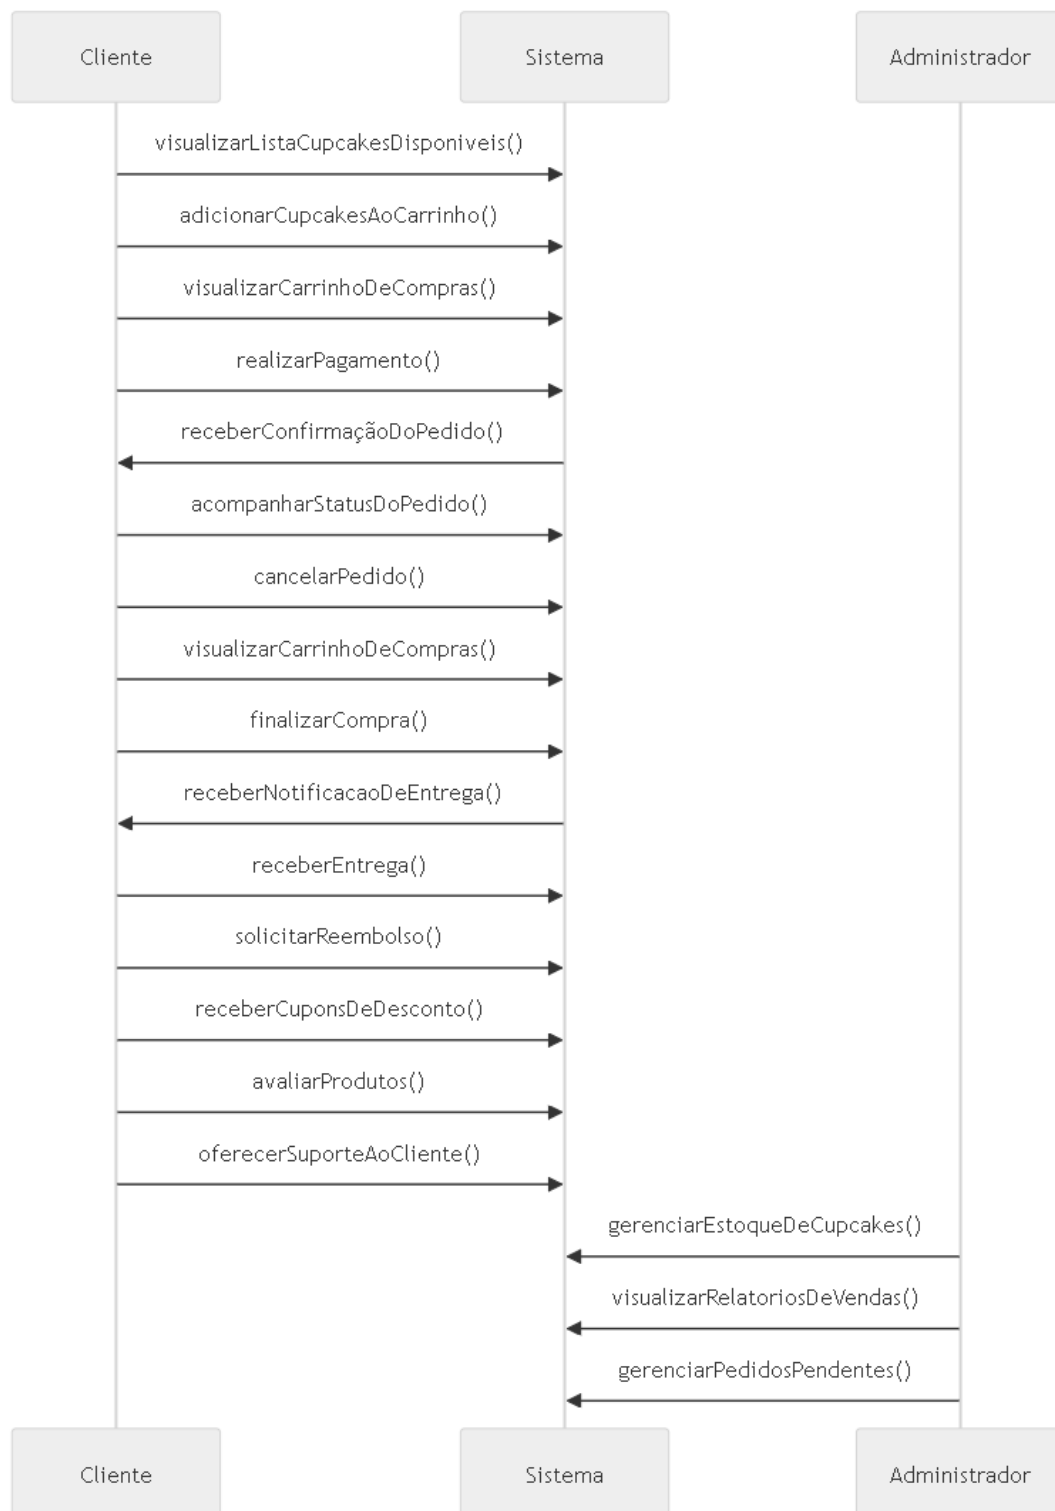 Cliente
Sistema
Administrador
visualizarListaCupcakesDisponiveis()
adicionarCupcakesAoCarrinho()
visualizarCarrinhoDeCompras()
realizarPagamento()
receberConfirmaçãoDoPedido()
acompanharStatusDoPedido()
cancelarPedido()
visualizarCarrinhoDeCompras()
finalizarCompra()
receberNotificacaoDeEntrega()
receberEntrega()
solicitarReembolso()
receberCuponsDeDesconto()
avaliarProdutos()
oferecerSuporteAoCliente()
gerenciarEstoqueDeCupcakes()
visualizarRelatoriosDeVendas()
gerenciarPedidosPendentes()
Cliente
Sistema
Administrador